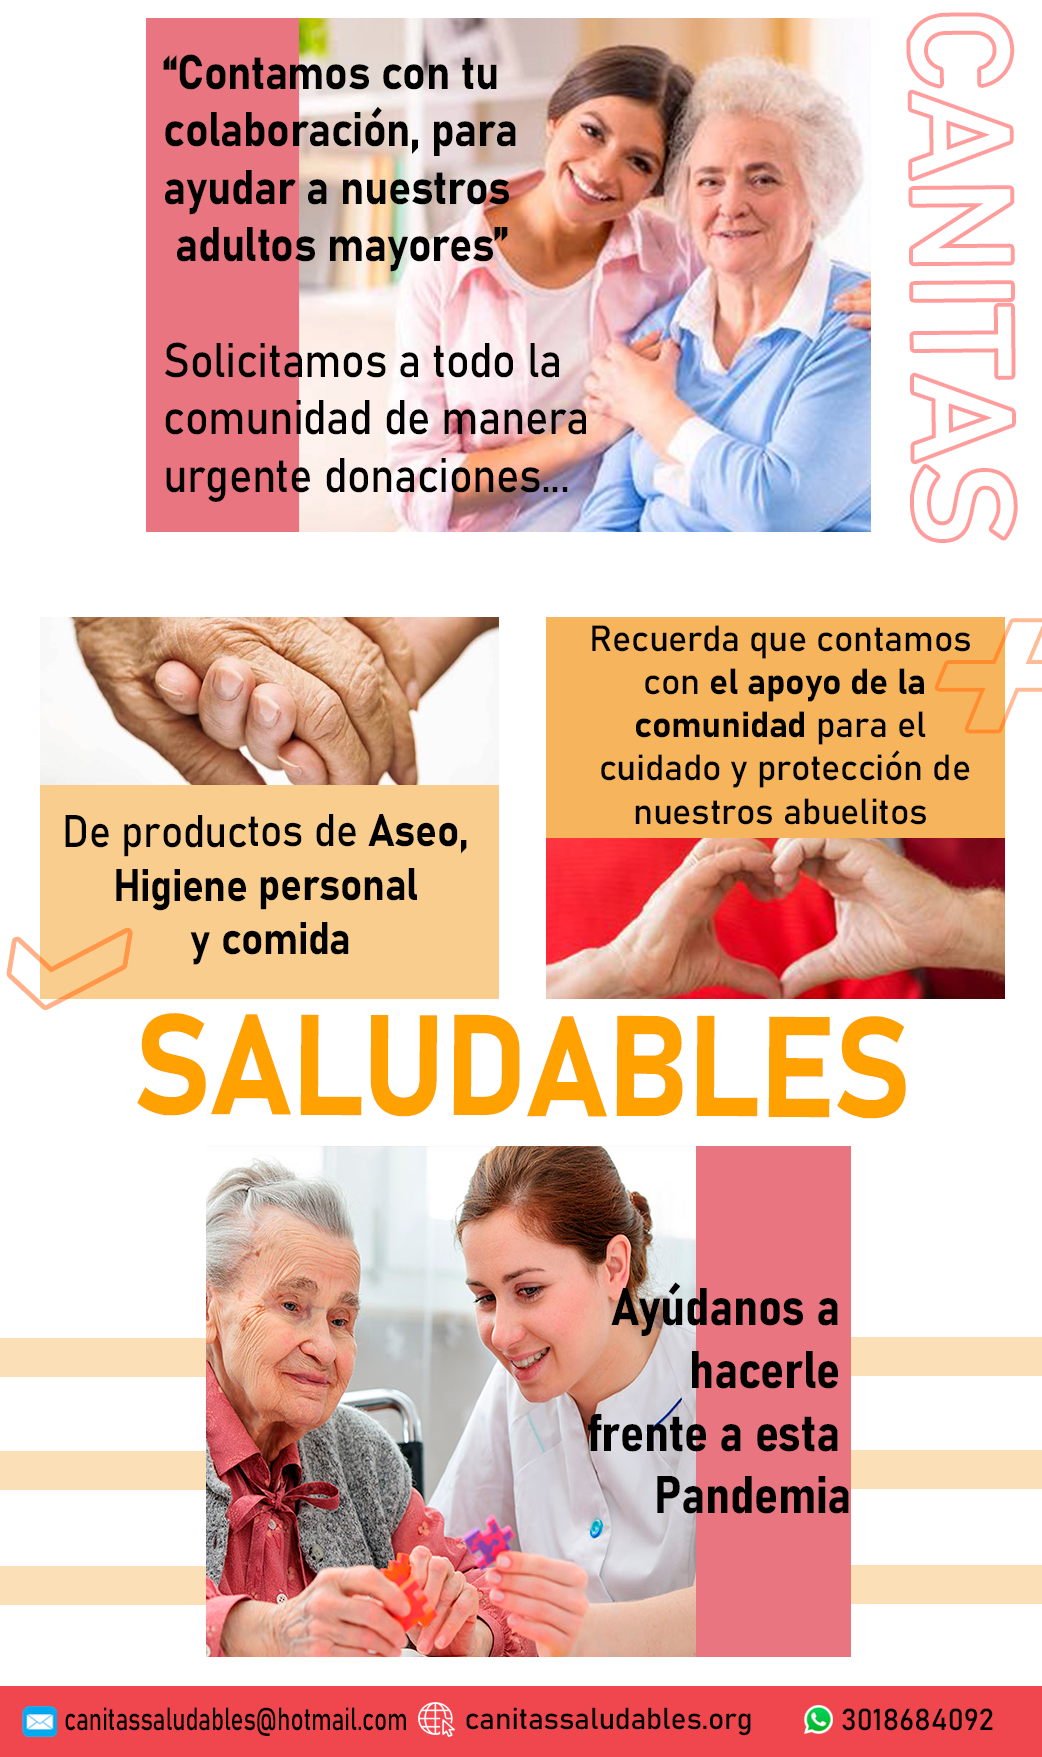 “Contamos con tu
colaboración, para
ayudar a nuestros
adultos mayores”
Solicitamos a todo la
comunidad de manera
urgente donaciones...
CANITAS
De productos de Aseo,
Higiene personal
y comida
Recuerda que contamos
con el apoyo de la
comunidad para el
cuidado y protección de
nuestros abuelitos
SALUDABLES
Ayúdanos a
hacerle
frente a esta
Pandemia
canitassaludables@hotmail.com
canitassaludables.org
3018684092